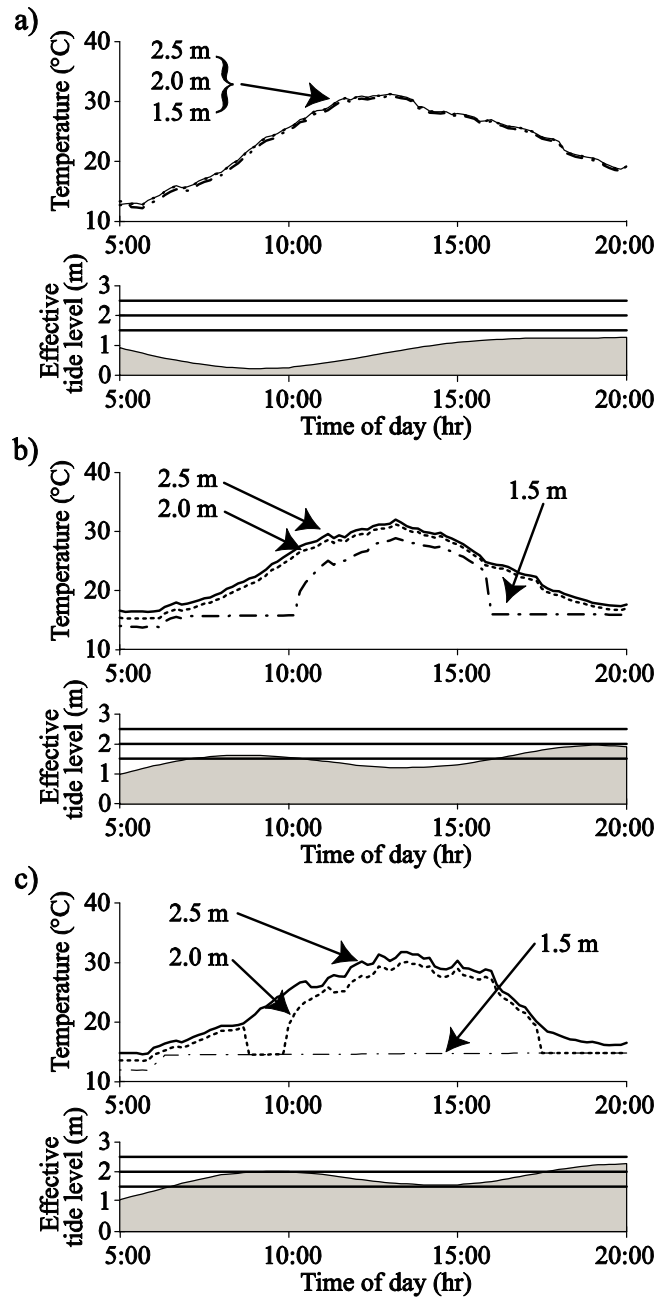 a)
40
30
20
10
Temperature (°C)
2.5 m
2.0 m
1.5 m
5:00 10:00 15:00 20:00
3
2
1
0
Effective
tide level (m)
5:00 10:00 15:00 20:00
Time of day (hr)
b)
40
30
20
10
Temperature (°C)
2.5 m
2.0 m
1.5 m
5:00 10:00 15:00 20:00
3
2
1
0
Effective
tide level (m)
5:00 10:00 15:00 20:00
Time of day (hr)
c)
40
30
20
10
Temperature (°C)
2.5 m
2.0 m
1.5 m
5:00 10:00 15:00 20:00
3
2
1
0
Effective
tide level (m)
5:00 10:00 15:00 20:00
Time of day (hr)